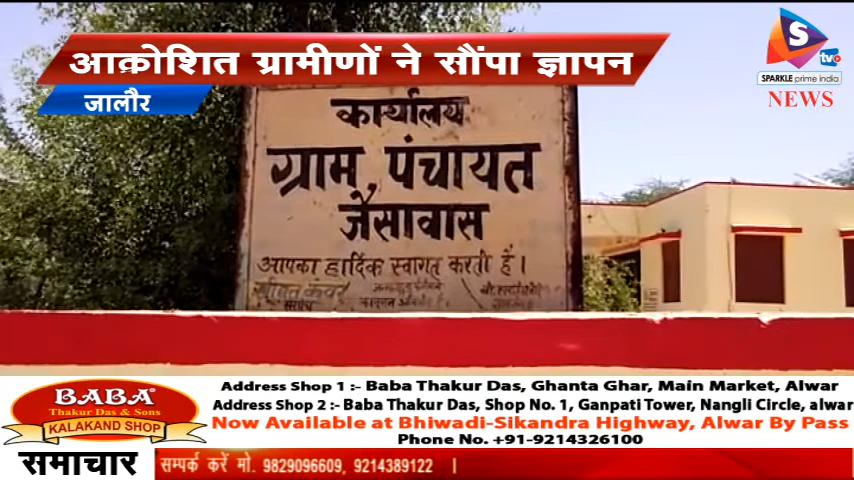 आक्रोशित ग्रामीणों ने सौंपा ज्ञापन
जालौर
S
tvo
SPARKLE prime india
NEWS
कार्यालय
ग्राम पंचायत
जैसावास
आपका हार्दिक स्वागत करती हैं।
सरपंच
BABA
Thakur Das & Sons
KALAKAND SHOP
Address Shop 1 :- Baba Thakur Das, Ghanta Ghar, Main Market, Alwar
Address Shop 2 :- Baba Thakur Das, Shop No. 1, Ganpati Tower, Nangli Circle, alwar
Now Available at Bhiwadi-Sikandra Highway, Alwar By Pass
Phone No. +91-9214326100
समाचार
सम्पर्क करें मो. 9829096609, 9214389122 ।